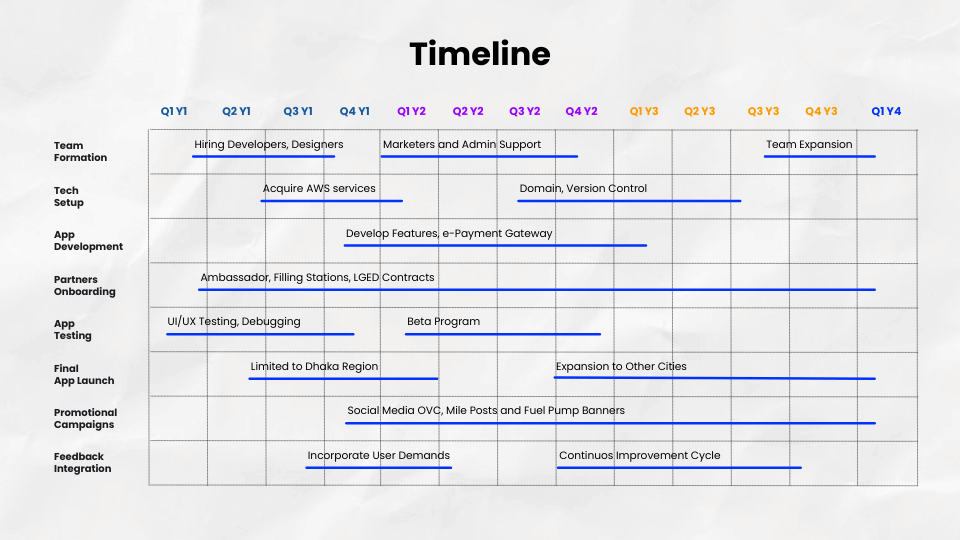 Timeline
Q1 Y1 Q2 Y1 Q3 Y1 Q4 Y1 Q1 Y2 Q2 Y2 Q3 Y2 Q4 Y2 Q1 Y3 Q2 Y3 Q3 Y3 Q4 Y3 Q1 Y4
Team
Formation
Hiring Developers, Designers
Marketers and Admin Support
Team Expansion
Tech
Setup
Acquire AWS services
Domain, Version Control
App
Development
Develop Features, e-Payment Gateway
Partners
Onboarding
Ambassador, Filling Stations, LGED Contracts
App
Testing
UI/UX Testing, Debugging
Beta Program
Final
App Launch
Limited to Dhaka Region
Expansion to Other Cities
Promotional
Campaigns
Social Media OVC, Mile Posts and Fuel Pump Banners
Feedback
Integration
Incorporate User Demands
Continuos Improvement Cycle